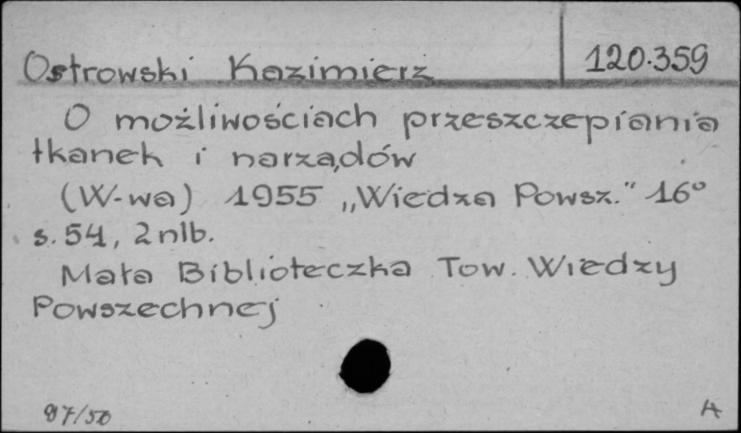 Ostrowski Kazimierz 120.359
O możliwościach przeszczepiania
tkanek i narządów
(W-wa) 1955 „Wiedza Powsz.” 16°
s. 54, 2 nlb.
Mała Biblioteczka Tow. Wiedzy
Powszechnej
97/50 A